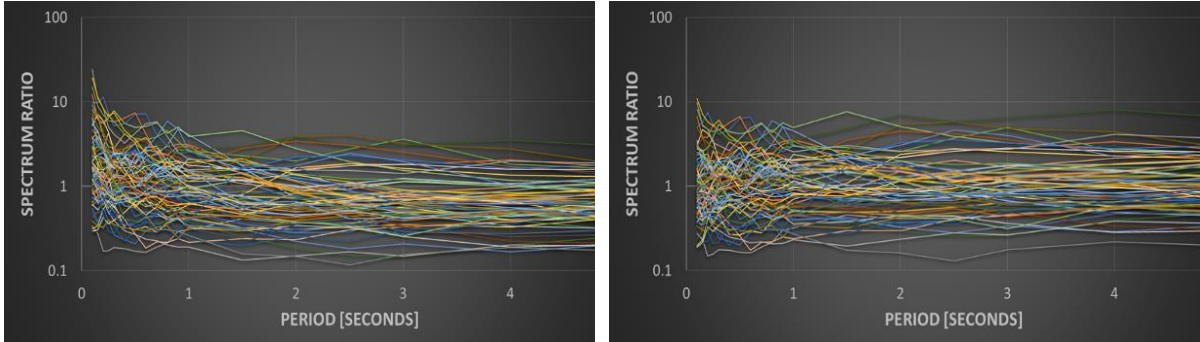 100
10
1
0.1
SPECTRUM RATIO
0 1 2 3 4
PERIOD [SECONDS]
100
10
1
0.1
SPECTRUM RATIO
0 1 2 3 4
PERIOD [SECONDS]